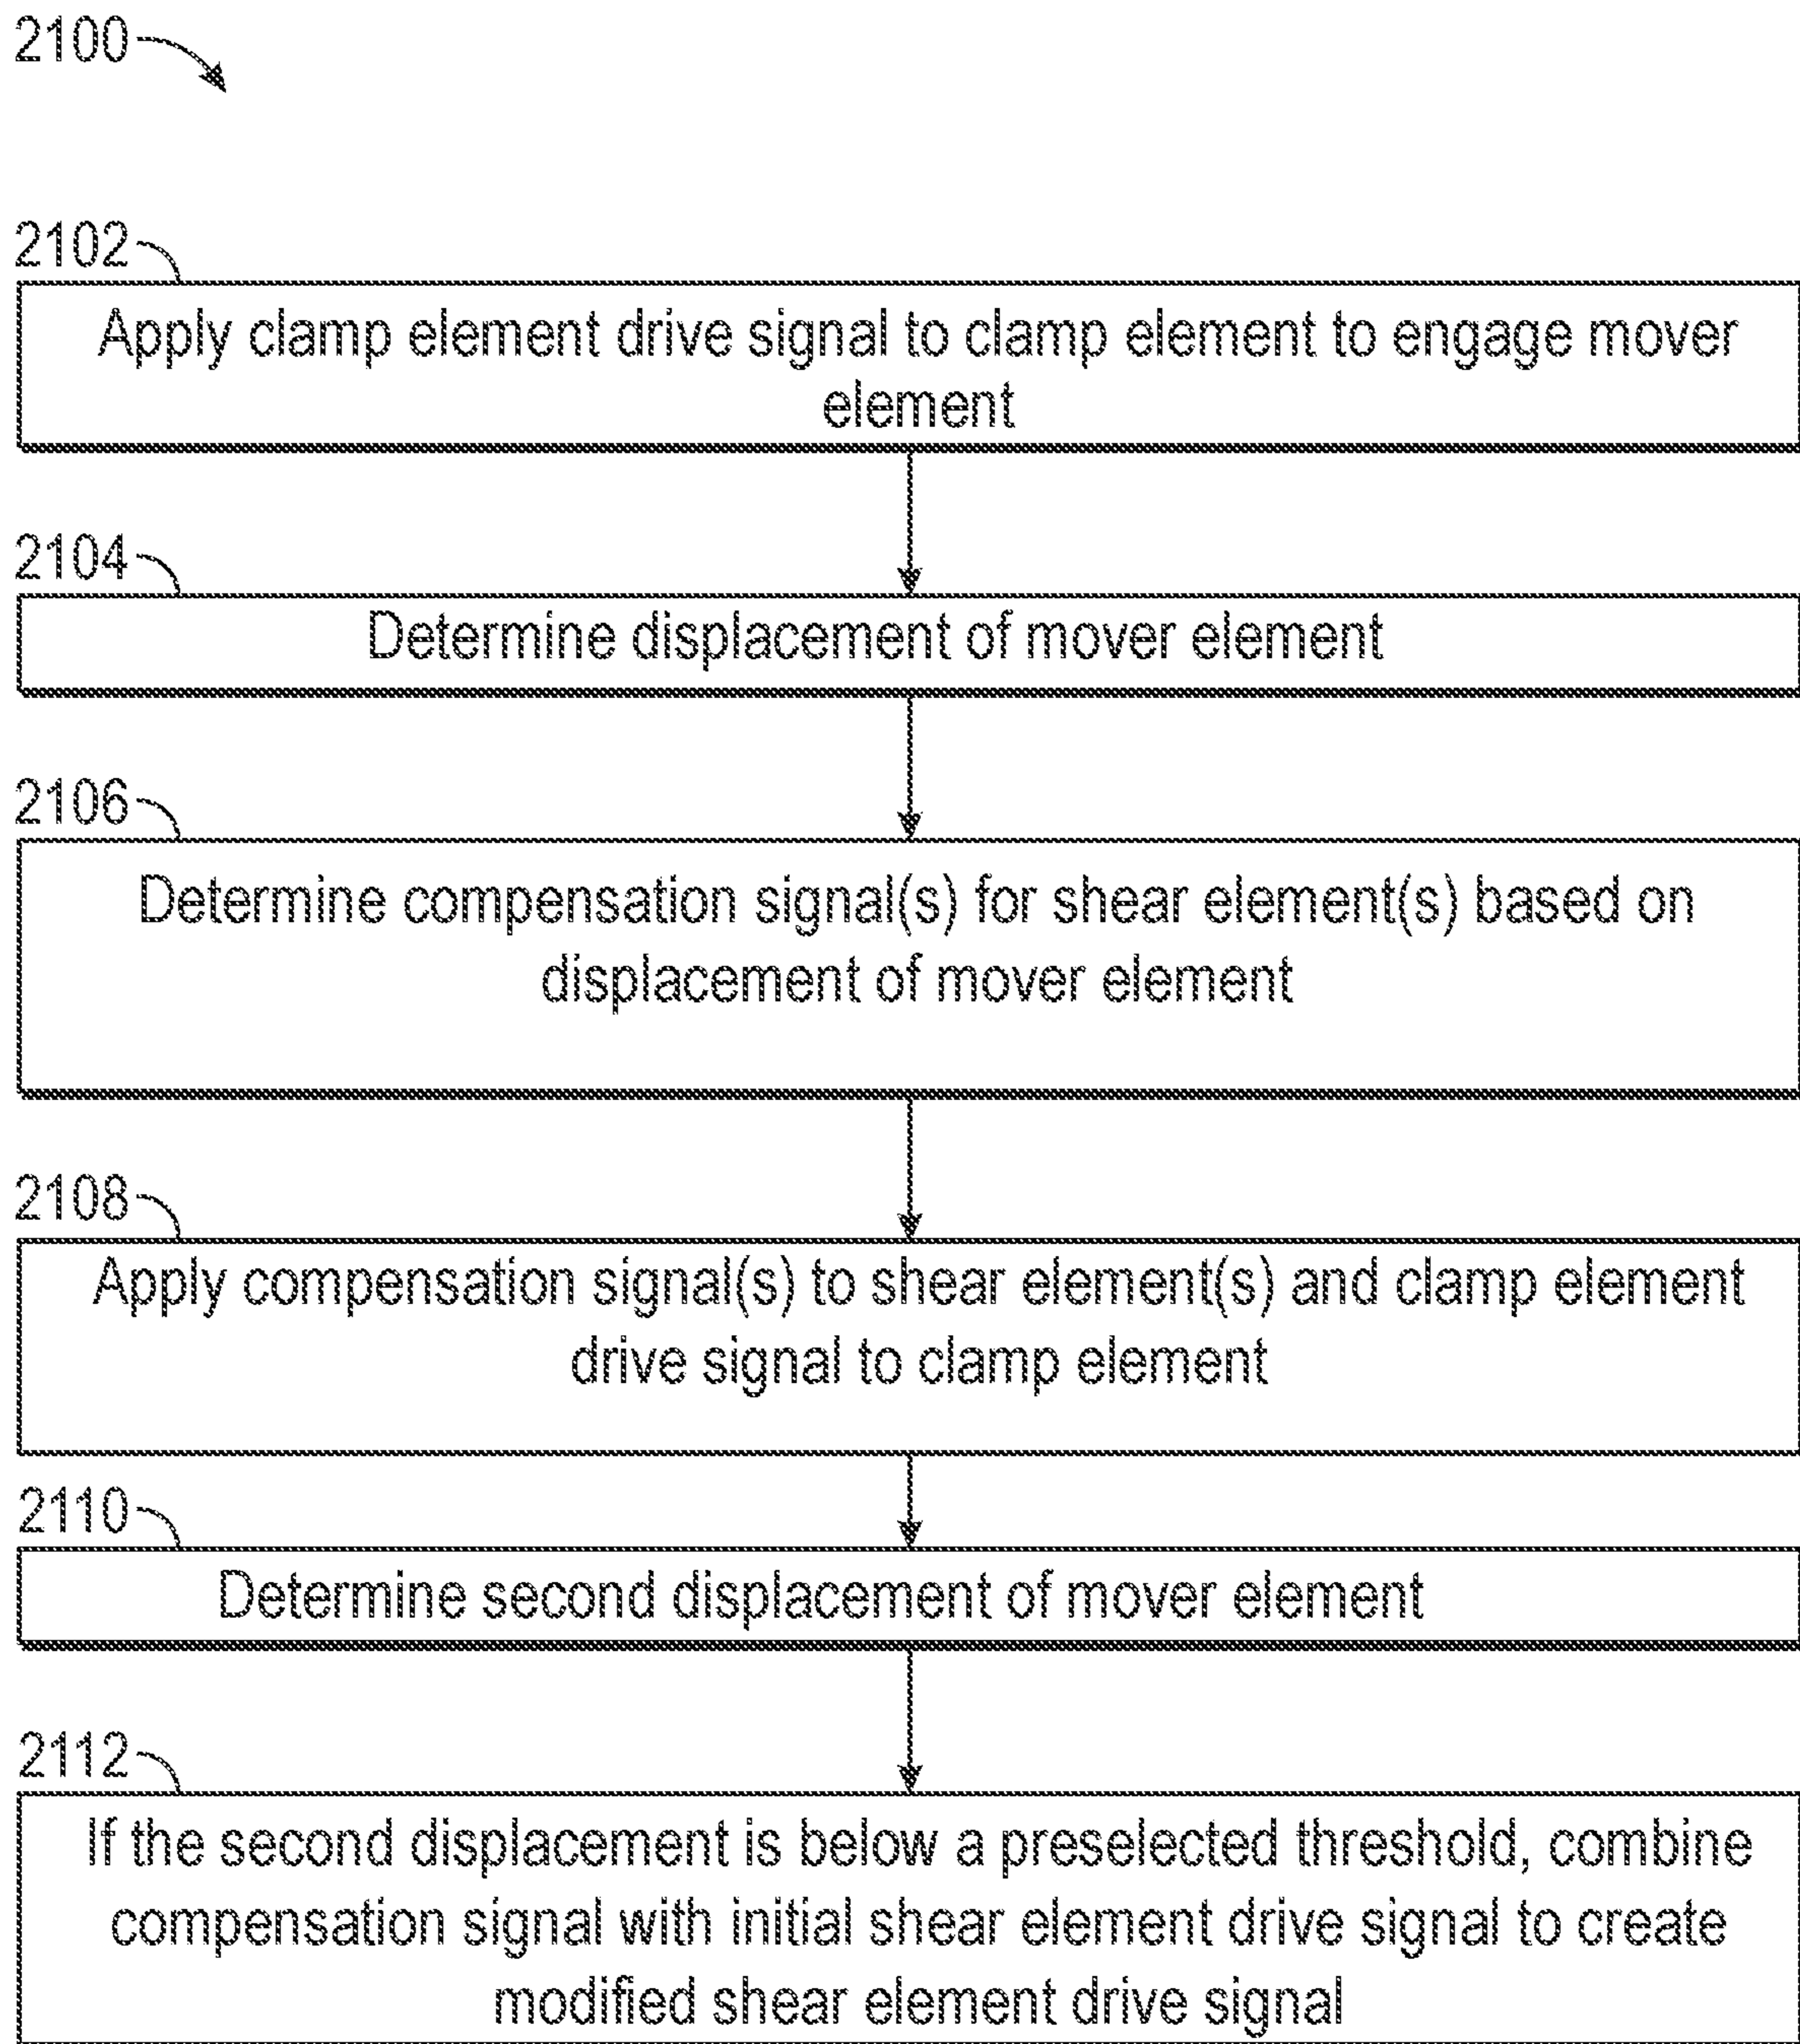 2100
2102
Apply clamp element drive signal to clamp element to engage mover
element
2104
Determine displacement of mover element
2106
Determine compensation signal(s) for shear element(s) based on
displacement of mover element
2108
Apply compensation signal(s) to shear element(s) and clamp element
drive signal to clamp element
2110
Determine second displacement of mover element
2112
If the second displacement is below a preselected threshold, combine
compensation signal with initial shear element drive signal to create
modified shear element drive signal